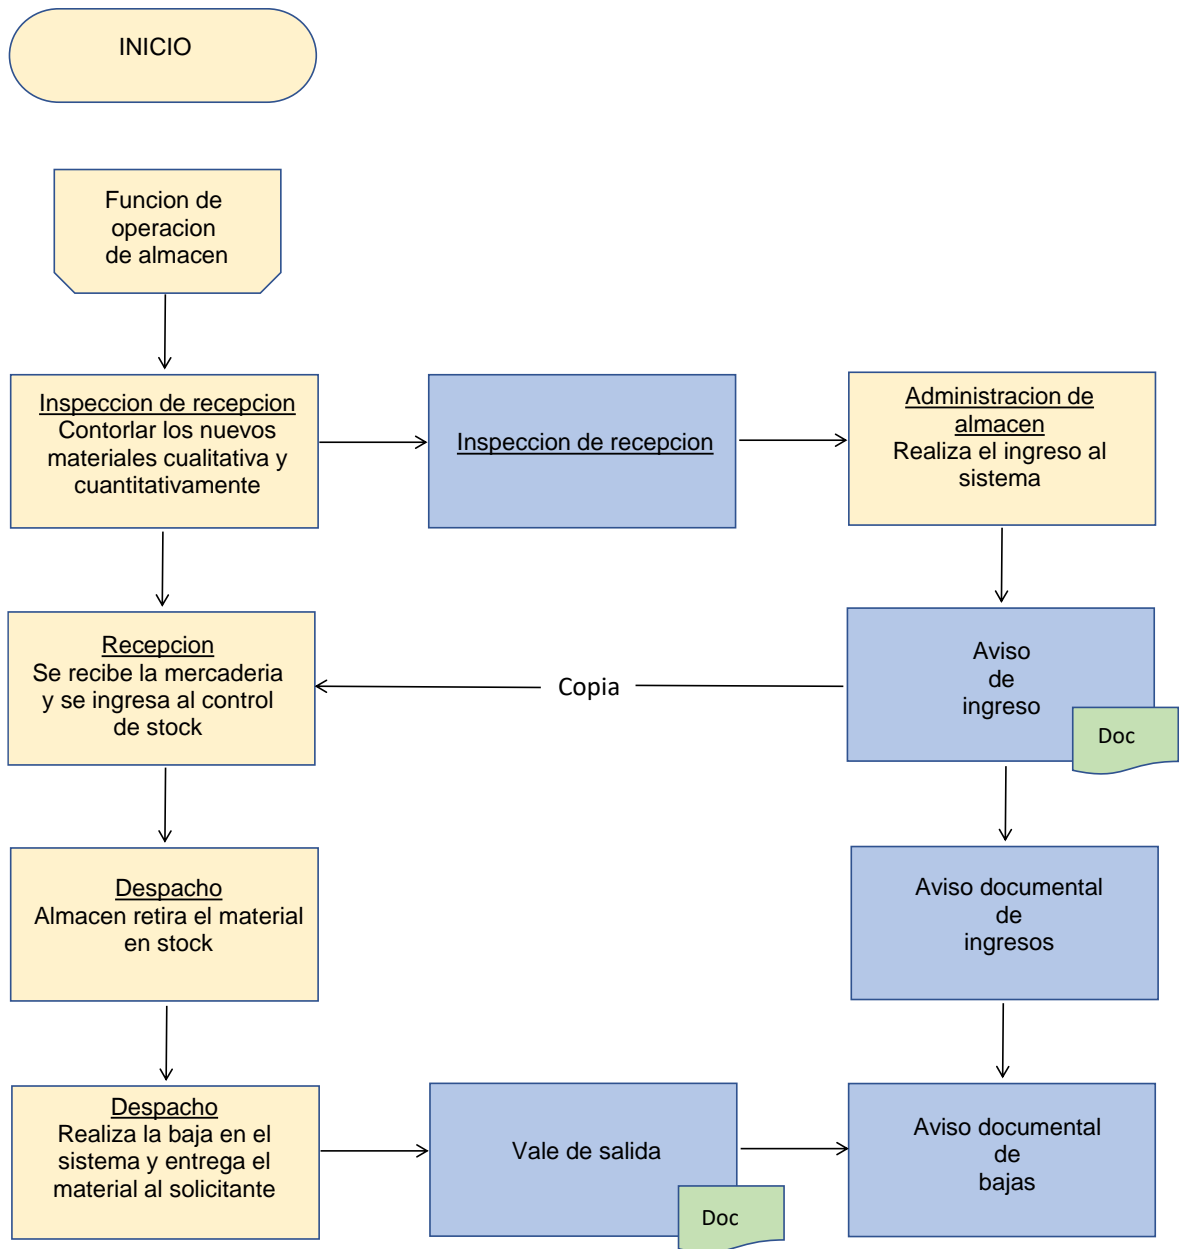 INICIO
Funcion de
operacion
de almacen
Inspeccion de recepcion
Contorlar los nuevos
materiales cualitativa y
cuantitativamente
Inspeccion de recepcion
Administracion de
almacen
Realiza el ingreso al
sistema
Recepcion
Se recibe la mercaderia
y se ingresa al control
de stock
Copia
Aviso
de
ingreso
Doc
Despacho
Almacen retira el material
en stock
Aviso documental
de
ingresos
Despacho
Realiza la baja en el
sistema y entrega el
material al solicitante
Vale de salida
Doc
Aviso documental
de
bajas